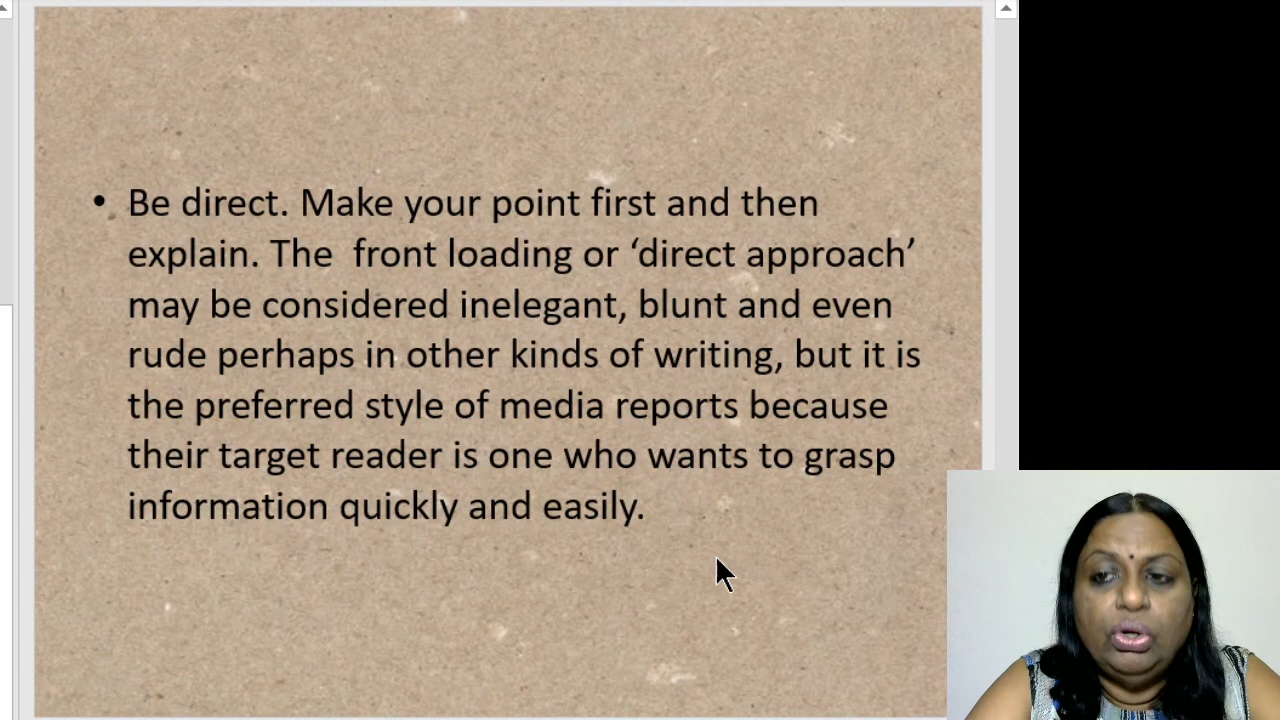 • Be direct. Make your point first and then
explain. The  front loading or ‘direct approach’
may be considered inelegant, blunt and even
rude perhaps in other kinds of writing, but it is
the preferred style of media reports because
their target reader is one who wants to grasp
information quickly and easily.